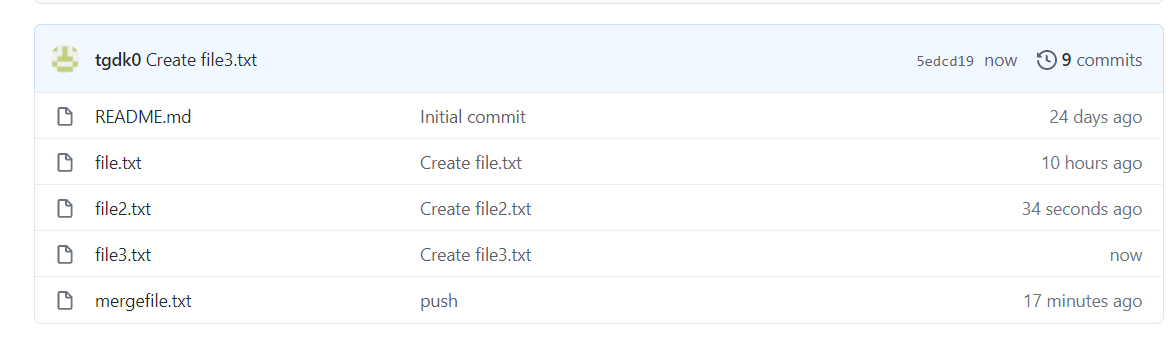 tgdk0 Create file3.txt 5edcd19 now 9 commits
README.md Initial commit 24 days ago
file.txt Create file.txt 10 hours ago
file2.txt Create file2.txt 34 seconds ago
file3.txt Create file3.txt now
mergefile.txt push 17 minutes ago